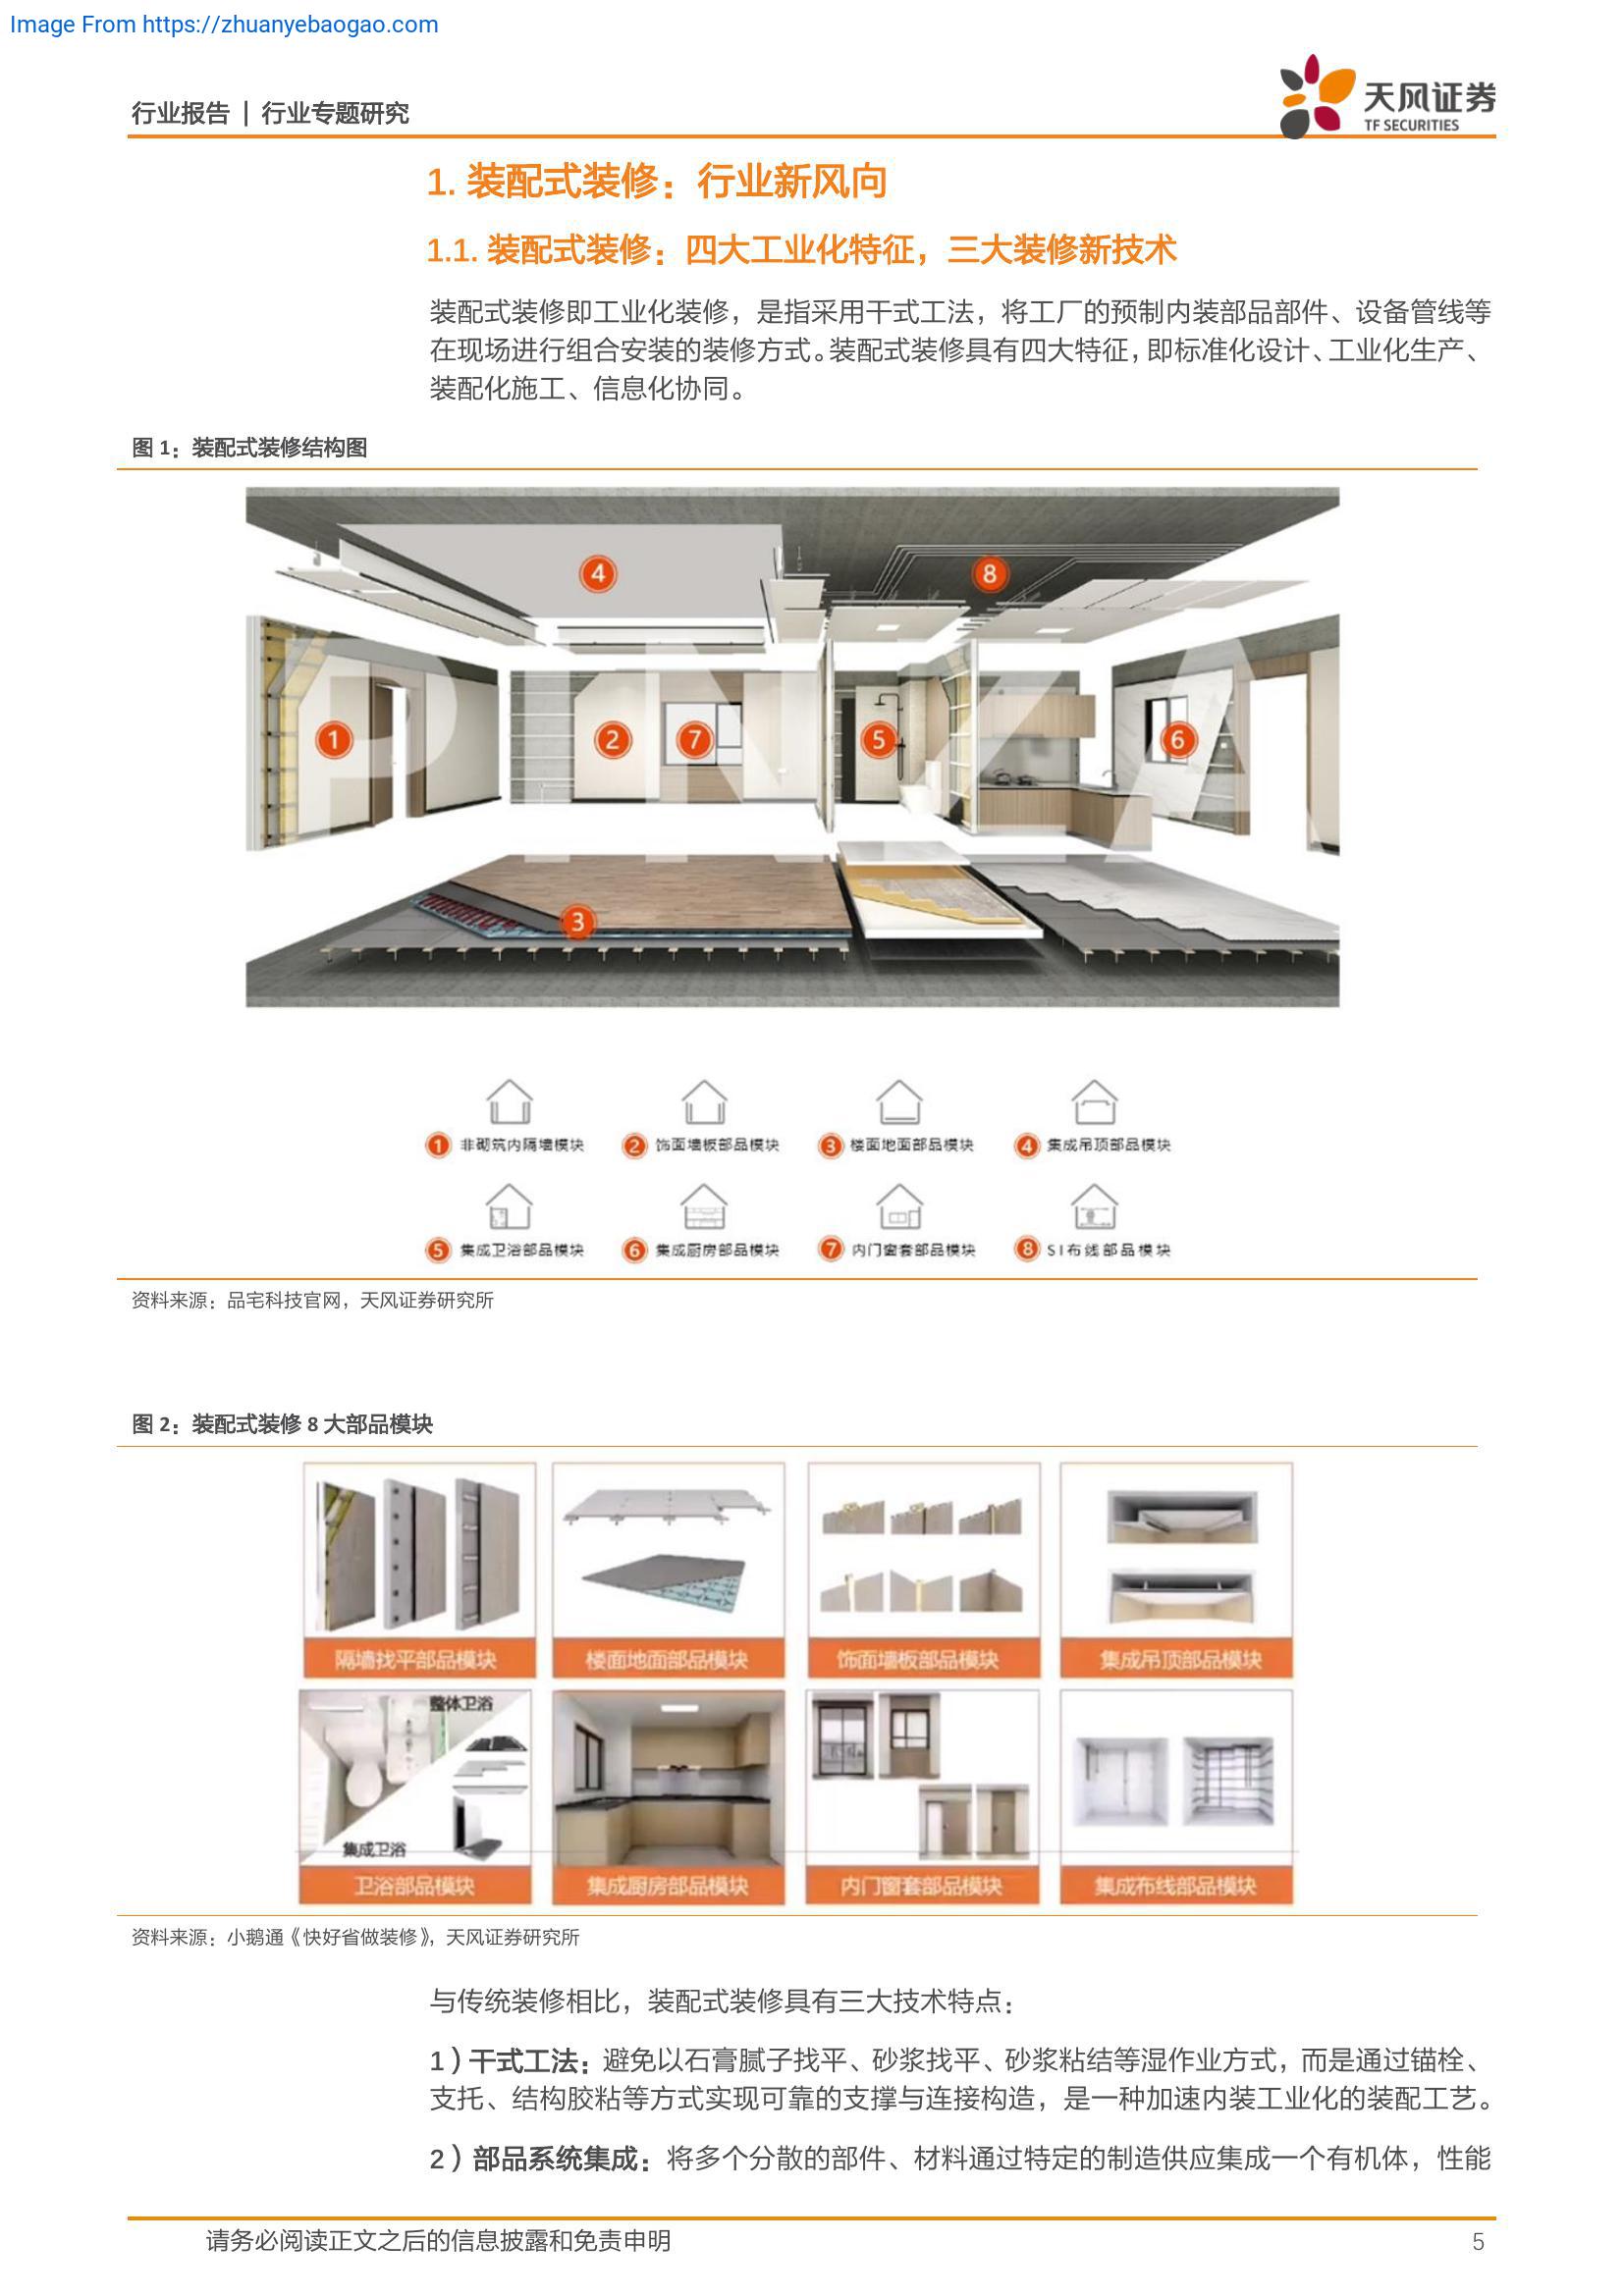 Image From https://zhuanyebaogao.com
行业报告 | 行业专题研究
天风证券
TF SECURITIES
1. 装配式装修：行业新风向
1.1. 装配式装修：四大工业化特征，三大装修新技术
装配式装修即工业化装修，是指采用干式工法，将工厂的预制内装部品部件、设备管线等
在现场进行组合安装的装修方式。装配式装修具有四大特征，即标准化设计、工业化生产、
装配化施工、信息化协同。
图 1：装配式装修结构图
4
8
PNZA
1
2
7
5
6
3
1 非砌筑内隔墙模块
2 饰面墙板部品模块
3 楼面地面部品模块
4 集成吊顶部品模块
5 集成卫浴部品模块
6 集成厨房部品模块
7 内门窗套部品模块
8 SI布线部品模块
资料来源：品宅科技官网，天风证券研究所
图 2：装配式装修 8 大部品模块
隔墙找平部品模块
楼面地面部品模块
饰面墙板部品模块
集成吊顶部品模块
整体卫浴
集成卫浴
卫浴部品模块
集成厨房部品模块
内门窗套部品模块
集成布线部品模块
资料来源：小鹅通《快好省做装修》，天风证券研究所
与传统装修相比，装配式装修具有三大技术特点：
1）干式工法：避免以石膏腻子找平、砂浆找平、砂浆粘结等湿作业方式，而是通过锚栓、
支托、结构胶粘等方式实现可靠的支撑与连接构造，是一种加速内装工业化的装配工艺。
2）部品系统集成：将多个分散的部件、材料通过特定的制造供应集成一个有机体，性能
请务必阅读正文之后的信息披露和免责申明
5